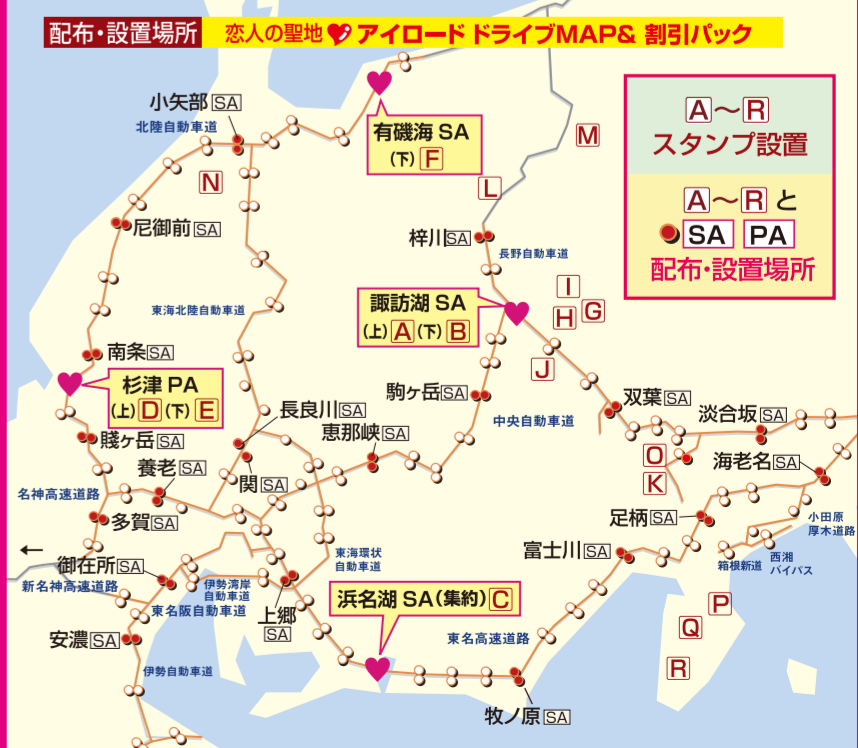 配布・設置場所 恋人の聖地 アイロード ドライブMAP& 割引パック
A～R
スタンプ設置
A～R と
SA PA
配布・設置場所
小矢部 SA
北陸自動車道
有磯海 SA
(下) F
M
N
L
尼御前 SA
梓川 SA
長野自動車道
東海北陸自動車道
諏訪湖 SA
(上) A (下) B
I
H
G
J
南条 SA
杉津 PA
(上) D (下) E
駒ヶ岳 SA
中央自動車道
双葉 SA
淡合坂 SA
長良川 SA
恵那峡 SA
賤ヶ岳 SA
養老 SA
関 SA
O
K
海老名 SA
名神高速道路
多賀 SA
足柄 SA
小田原
厚木道路
←
御在所 SA
新名神高速道路
伊勢湾岸
自動車道
東名阪自動車道
東海環状
自動車道
富士川 SA
箱根新道
西湘
バイパス
上郷
SA
浜名湖 SA (集約) C
東名高速道路
安濃 SA
伊勢自動車道
P
Q
R
牧ノ原 SA